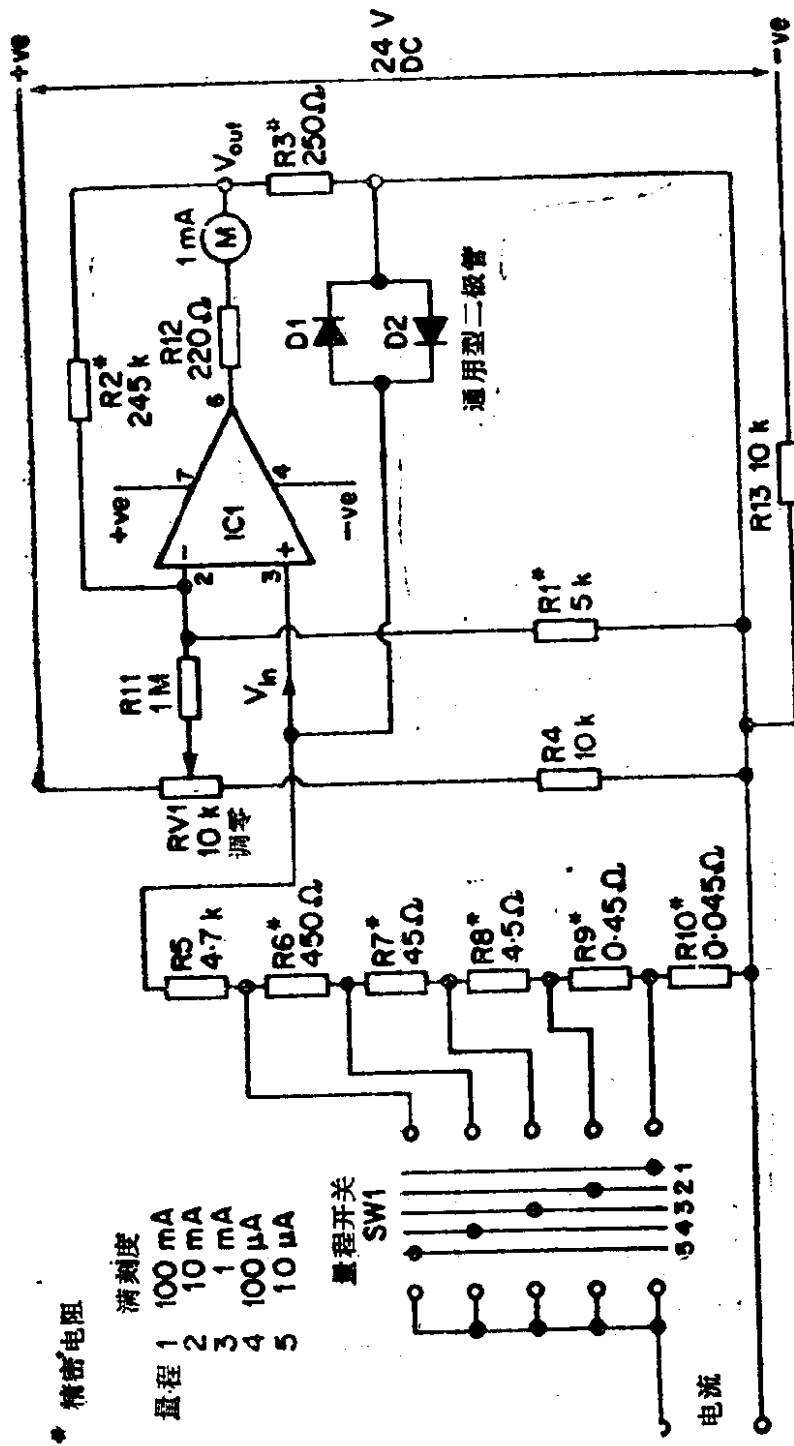 * 精密电阻
满刻度
量程 1 100 mA
2 10 mA
3 1 mA
4 100 μA
5 10 μA
量程开关
SW1
5 4 3 2 1
电流
R5
4·7 k
R6*
450Ω
R7*
45Ω
R8*
4·5Ω
R9*
0·45Ω
R10*
0·045Ω
RV1
10 k
调零
R11
1 M
Vin
R4
10 k
R1*
5 k
R13 10 k
+ve
7
2
−
3
+
IC1
6
4
−ve
R2*
245 k
R12
220Ω
1 mA
M
Vout
R3*
250Ω
D1
D2
通用型二极管
+ve
24 V
DC
−ve